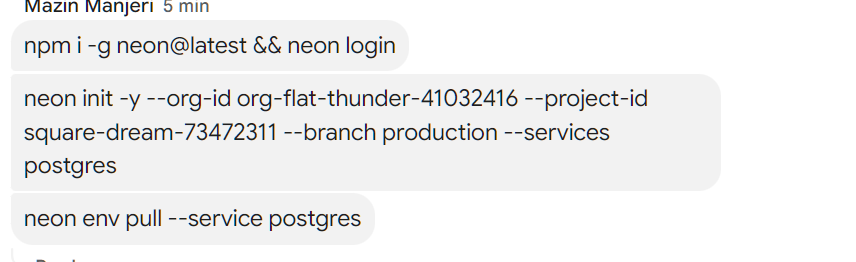 Mazin Manjeri 5 min
npm i -g neon@latest && neon login
neon init -y --org-id org-flat-thunder-41032416 --project-id
square-dream-73472311 --branch production --services
postgres
neon env pull --service postgres